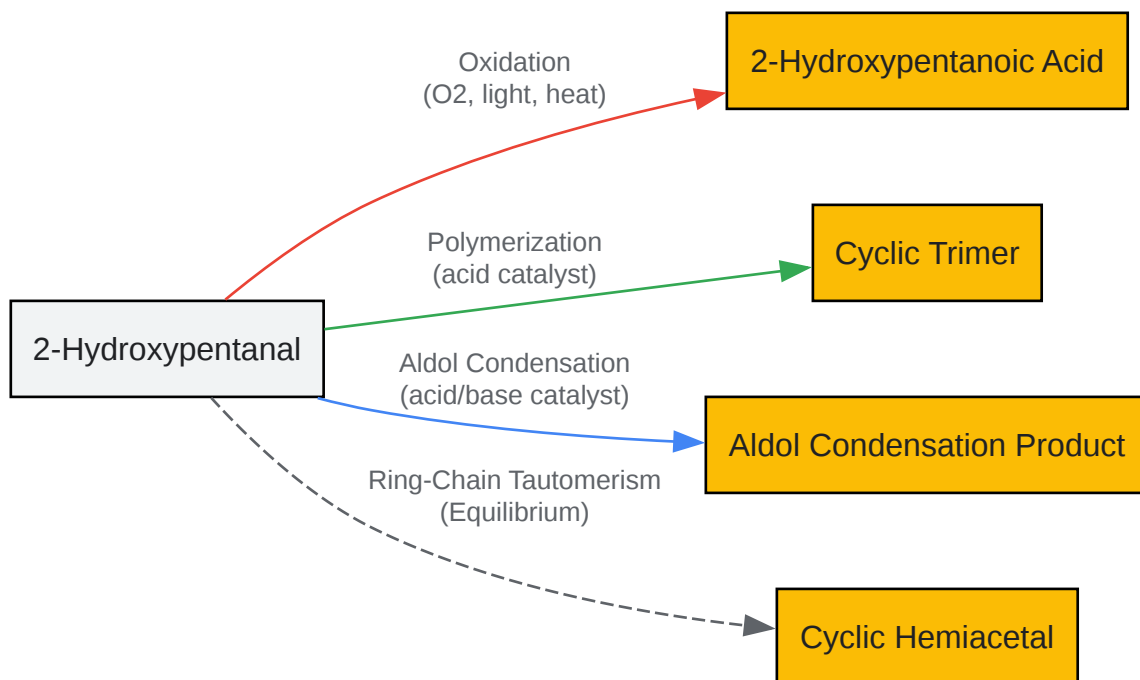 Oxidation
(O2, light, heat)
2-Hydroxypentanoic Acid
Polymerization
(acid catalyst)
Cyclic Trimer
2-Hydroxypentanal
Aldol Condensation
(acid/base catalyst)
Aldol Condensation Product
Ring-Chain Tautomerism
(Equilibrium)
Cyclic Hemiacetal